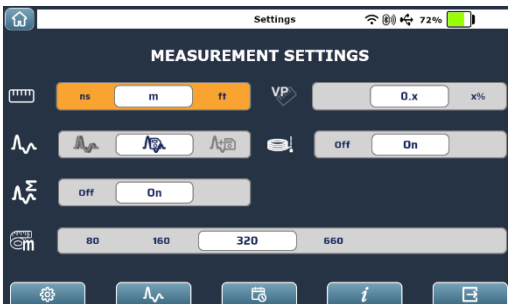 Settings 72%
MEASUREMENT SETTINGS
ns m ft VP 0.x x%
Off On
Off On
m 80 160 320 660
i